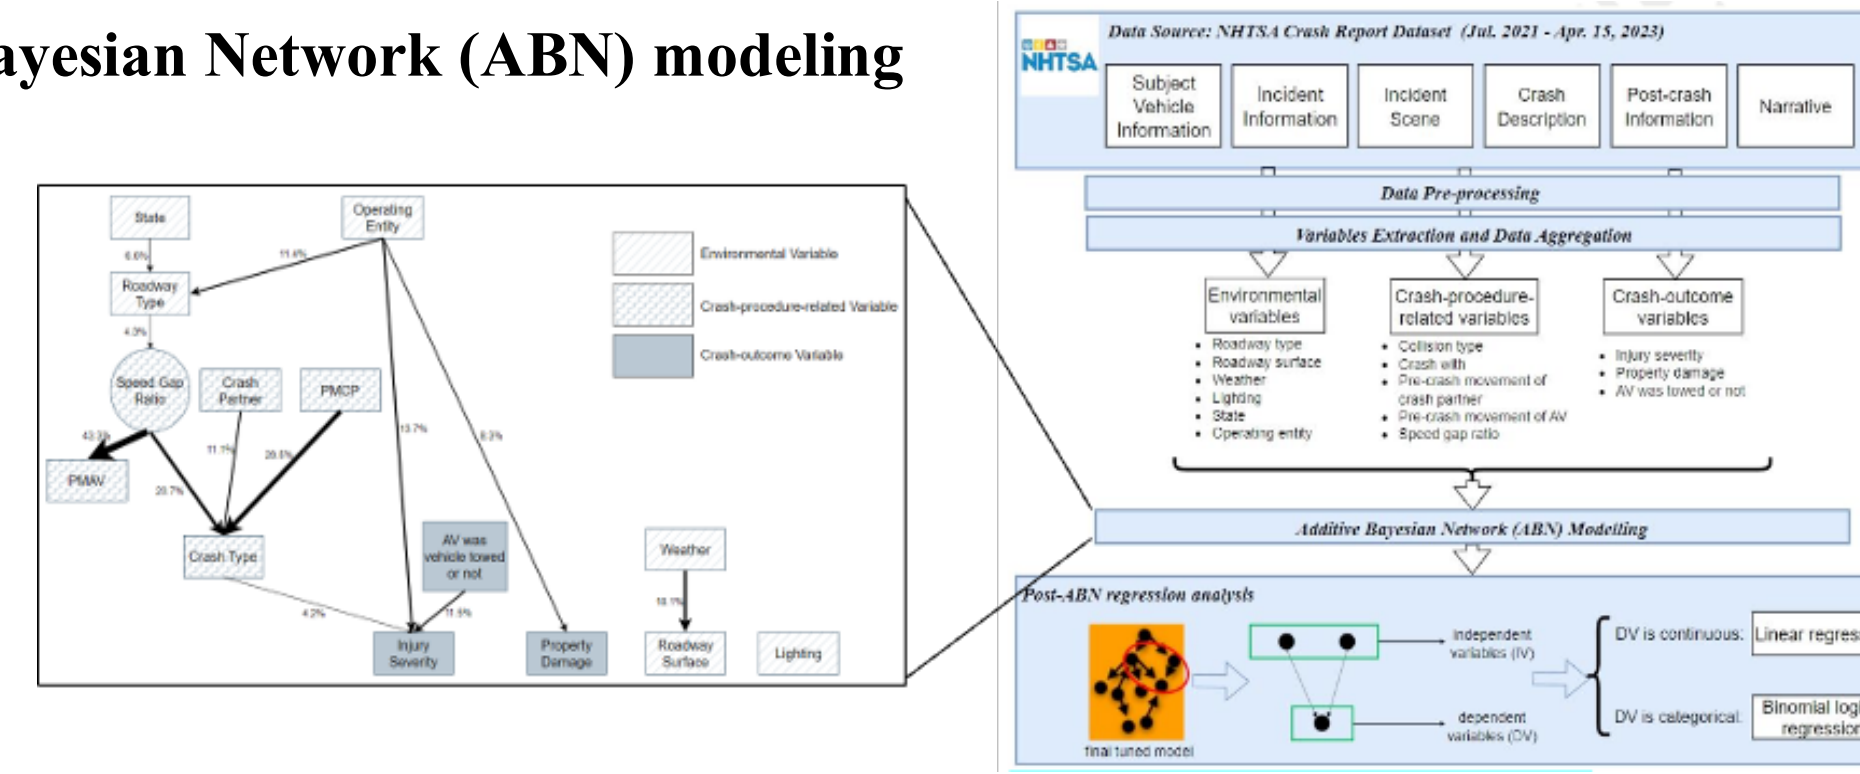 ayesian Network (ABN) modeling
State
Operating
Entity
6.6%
11.6%
Roadway
Type
4.3%
Speed Gap
Ratio
Crash
Partner
PMCP
43.3%
PMAV
20.7%
11.1%
28.5%
13.7%
8.3%
Crash Type
AV was
vehicle towed
or not
4.2%
11.5%
Injury
Severity
Property
Damage
Weather
18.1%
Roadway
Surface
Lighting
Environmental Variable
Crash-procedure-related Variable
Crash-outcome Variable
Data Source: NHTSA Crash Report Dataset (Jul. 2021 - Apr. 15, 2023)
NHTSA
Subject
Vehicle
Information
Incident
Information
Incident
Scene
Crash
Description
Post-crash
Information
Narrative
Data Pre-processing
Variables Extraction and Data Aggregation
Environmental
variables
Roadway type
Roadway surface
Weather
Lighting
State
Operating entity
Crash-procedure-
related variables
Collision type
Crash with
Pre-crash movement of
crash partner
Pre-crash movement of AV
Speed gap ratio
Crash-outcome
variables
Injury severity
Property damage
AV was towed or not
Additive Bayesian Network (ABN) Modelling
Post-ABN regression analysis
final tuned model
independent
variables (IV)
dependent
variables (DV)
DV is continuous:
Linear regres
DV is categorical:
Binomial log
regression